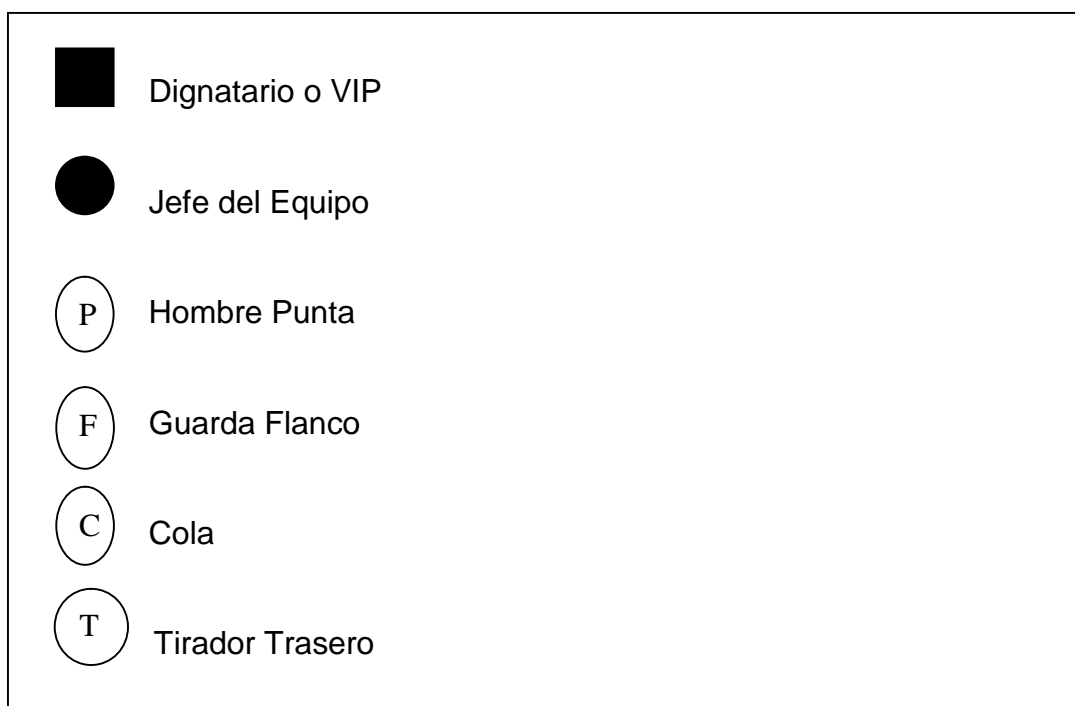 Dignatario o VIP
Jefe del Equipo
P Hombre Punta
F Guarda Flanco
C Cola
T Tirador Trasero